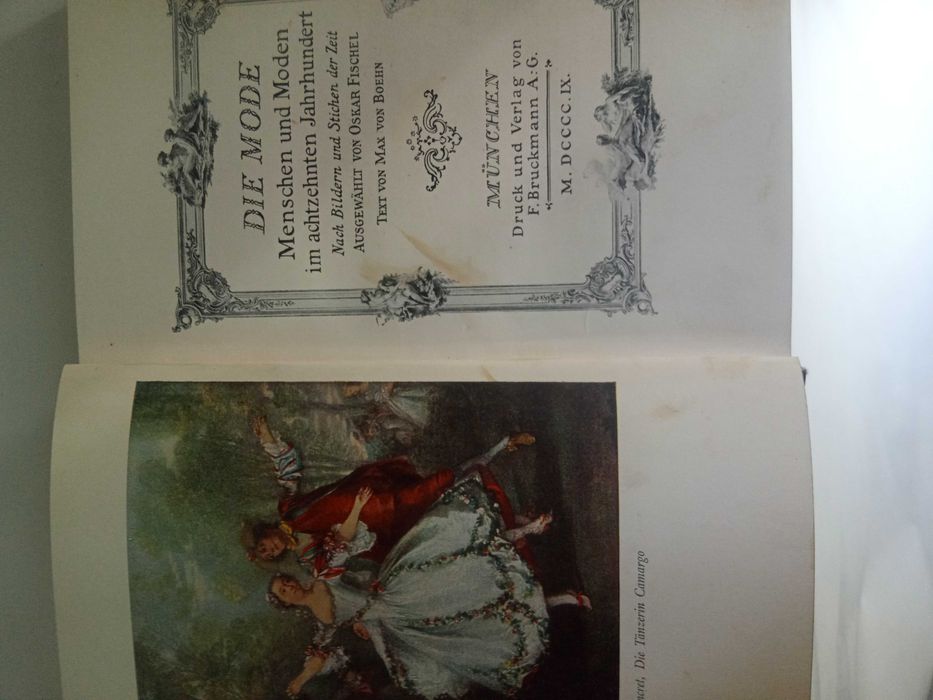 DIE MODE
Menschen und Moden
im achtzehnten Jahrhundert
Nach Bildern und Stichen der Zeit
AUSGEWÄHLT VON OSKAR FISCHEL
TEXT VON MAX VON BOEHN
MÜNCHEN
Druck und Verlag von
F. Bruckmann A:G.
M. DCCCC. IX.
Die Tänzerin Camargo